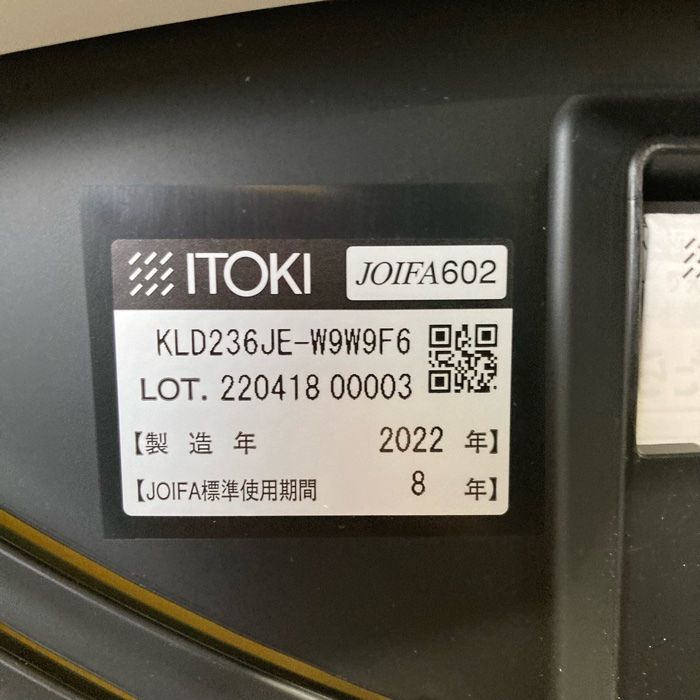 ITOKI JOIFA602
KLD236JE-W9W9F6
LOT. 220418 00003
【製造年 2022 年】
【JOIFA標準使用期間 8 年】